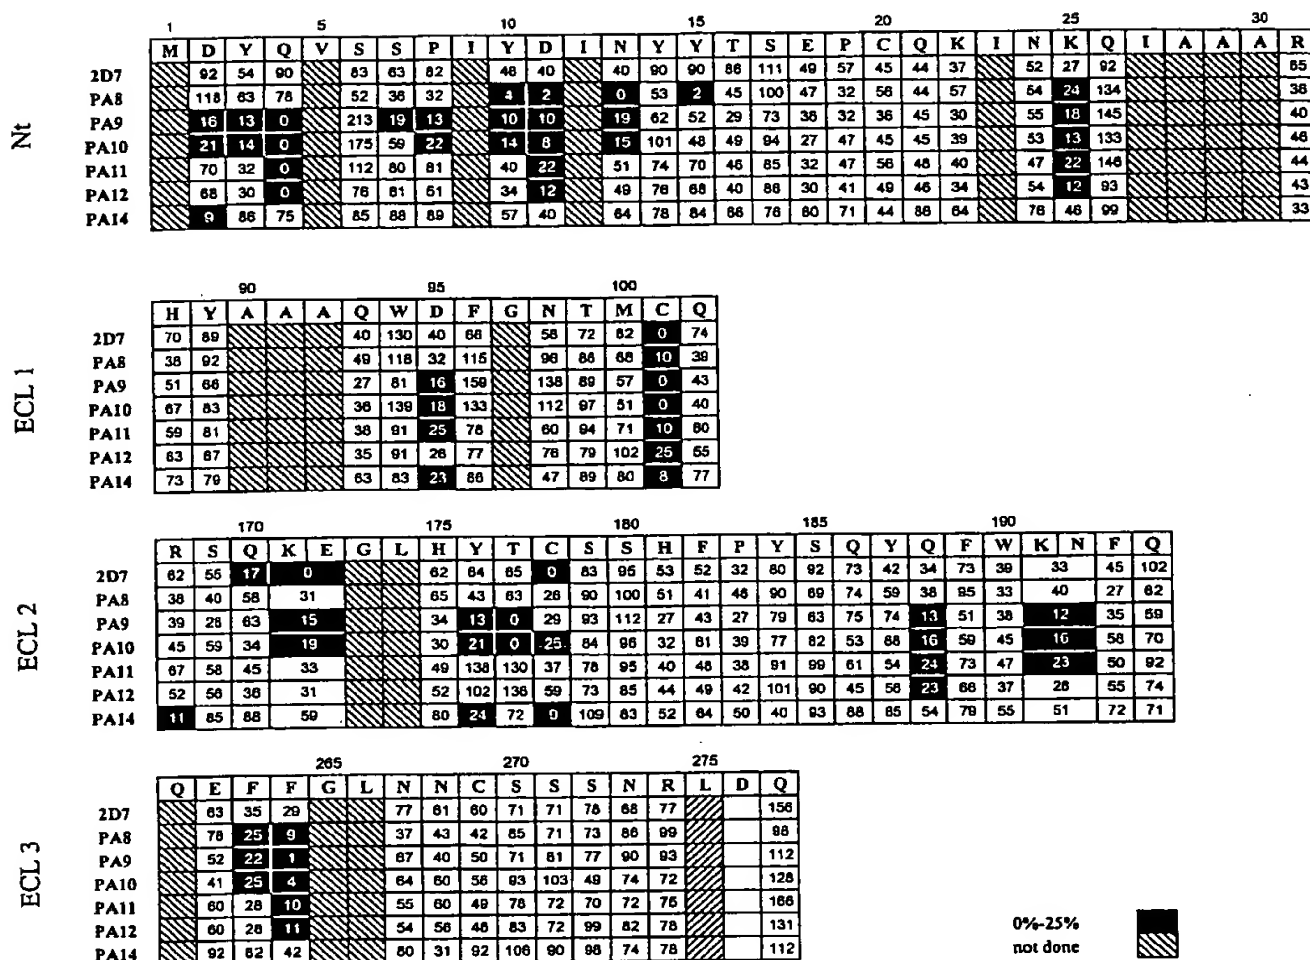 1 5 10 15 20 25 30
M D Y Q V S S P I Y D I N Y Y T S E P C Q K I N K Q I A A A R
Nt
2D7 92 54 90 83 63 82 48 40 40 90 90 86 111 49 57 45 44 37 52 27 92 65
PA8 118 63 78 52 36 32 4 2 0 53 2 45 100 47 32 56 44 57 54 24 134 38
PA9 16 13 0 213 19 13 10 10 19 62 52 29 73 38 32 36 45 30 55 18 145 40
PA10 21 14 0 175 59 22 14 8 15 101 48 49 94 27 47 45 45 39 53 13 133 48
PA11 70 32 0 112 80 81 40 22 51 74 70 46 85 32 47 56 48 40 47 22 146 44
PA12 68 30 0 76 81 51 34 12 49 76 68 40 86 30 41 49 46 34 54 12 93 43
PA14 9 86 75 85 88 89 57 40 64 78 84 66 76 80 71 44 86 64 76 46 99 33
90 95 100
H Y A A A Q W D F G N T M C Q
ECL 1
2D7 70 89 40 130 40 66 58 72 82 0 74
PA8 38 92 49 118 32 115 96 86 68 10 39
PA9 51 66 27 81 16 159 138 89 57 0 43
PA10 67 83 36 139 18 133 112 97 51 0 40
PA11 59 81 38 91 25 78 60 94 71 10 60
PA12 63 67 35 91 26 77 78 79 102 25 55
PA14 73 79 63 83 23 86 47 89 80 8 77
170 175 180 185 190
R S Q K E G L H Y T C S S H F P Y S Q Y Q F W K N F Q
ECL 2
2D7 62 55 17 0 62 64 65 0 83 95 53 52 32 80 92 73 42 34 73 39 33 45 102
PA8 38 40 58 31 65 43 63 26 90 100 51 41 46 90 69 74 59 38 95 33 40 27 62
PA9 39 28 63 15 34 13 0 29 93 112 27 43 27 79 63 75 74 13 51 38 12 35 59
PA10 45 59 34 19 30 21 0 25 84 96 32 61 39 77 82 53 68 16 59 45 16 58 70
PA11 67 58 45 33 49 138 130 37 78 95 40 48 38 91 99 61 54 24 73 47 23 50 92
PA12 52 56 36 31 52 102 136 59 73 85 44 49 42 101 90 45 56 23 66 37 26 55 74
PA14 11 85 88 59 80 24 72 0 109 83 52 64 50 40 93 88 85 54 79 55 51 72 71
265 270 275
Q E F F G L N N C S S S N R L D Q
ECL 3
2D7 63 35 29 77 61 60 71 71 78 68 77 156
PA8 78 25 9 37 43 42 85 71 73 86 99 98
PA9 52 22 1 67 40 50 71 81 77 90 93 112
PA10 41 25 4 64 60 56 93 103 49 74 72 128
PA11 60 28 10 55 60 49 78 72 70 72 76 166
PA12 60 28 11 54 56 46 83 72 99 82 78 131
PA14 92 82 42 80 31 92 106 90 98 74 78 112
0%-25%
not done